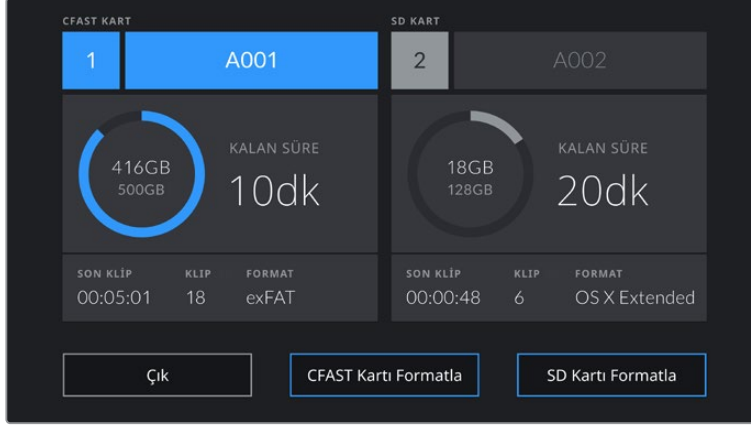 CFAST KART
1 A001
416GB
500GB
KALAN SÜRE
10dk
SON KLİP KLIP FORMAT
00:05:01 18 exFAT
SD KART
2 A002
18GB
128GB
KALAN SÜRE
20dk
SON KLİP KLIP FORMAT
00:00:48 6 OS X Extended
Çık CFAST Kartı Formatla SD Kartı Formatla